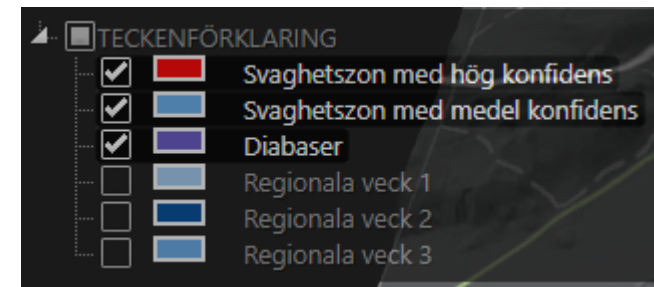 TECKENFÖRKLARING
Svaghetszon med hög konfidens
Svaghetszon med medel konfidens
Diabaser
Regionala veck 1
Regionala veck 2
Regionala veck 3